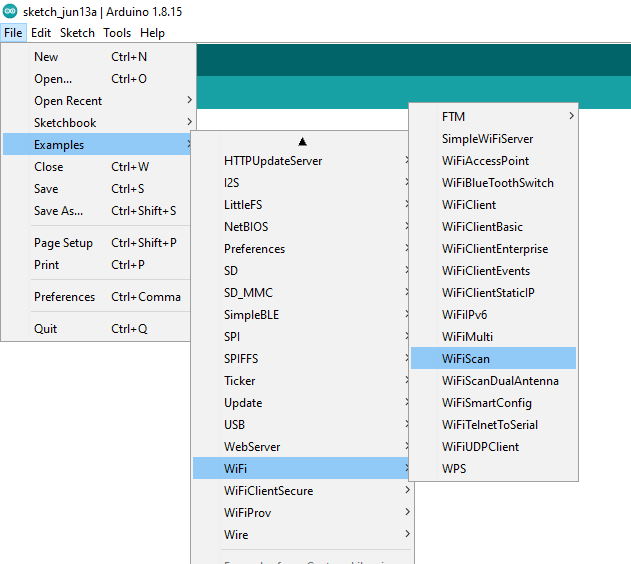 sketch_jun13a | Arduino 1.8.15
File Edit Sketch Tools Help
New Ctrl+N
Open... Ctrl+O
Open Recent
Sketchbook
Examples
Close Ctrl+W
Save Ctrl+S
Save As... Ctrl+Shift+S
Page Setup Ctrl+Shift+P
Print Ctrl+P
Preferences Ctrl+Comma
Quit Ctrl+Q
HTTPUpdateServer
I2S
LittleFS
NetBIOS
Preferences
SD
SD_MMC
SimpleBLE
SPI
SPIFFS
Ticker
Update
USB
WebServer
WiFi
WiFiClientSecure
WiFiProv
Wire
FTM
SimpleWiFiServer
WiFiAccessPoint
WiFiBlueToothSwitch
WiFiClient
WiFiClientBasic
WiFiClientEnterprise
WiFiClientEvents
WiFiClientStaticIP
WiFiIPv6
WiFiMulti
WiFiScan
WiFiScanDualAntenna
WiFiSmartConfig
WiFiTelnetToSerial
WiFiUDPClient
WPS